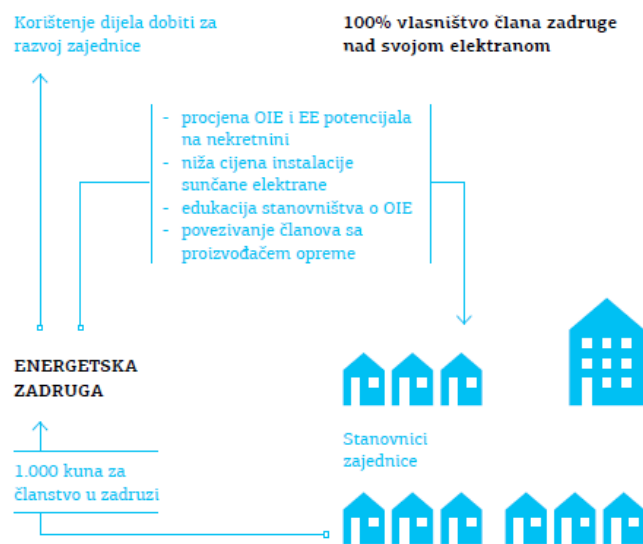 Korištenje dijela dobiti za
razvoj zajednice
100% vlasništvo člana zadruge
nad svojom elektranom
- procjena OIE i EE potencijala
na nekretnini
- niža cijena instalacije
sunčane elektrane
- edukacija stanovništva o OIE
- povezivanje članova sa
proizvođačem opreme
ENERGETSKA
ZADRUGA
Stanovnici
zajednice
1.000 kuna za
članstvo u zadruzi